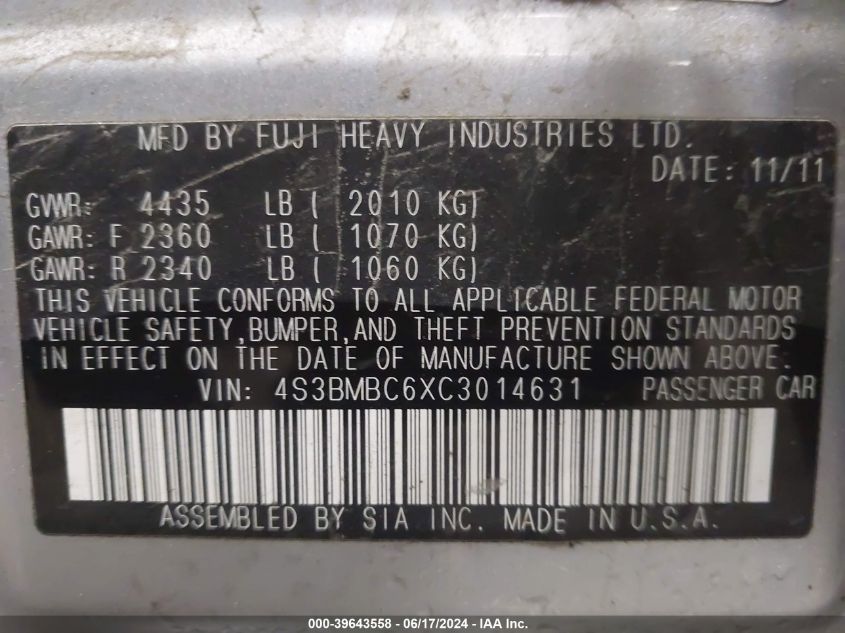 MFD BY FUJI HEAVY INDUSTRIES LTD.
DATE: 11/11
GVWR: 4435 LB ( 2010 KG)
GAWR: F 2360 LB ( 1070 KG)
GAWR: R 2340 LB ( 1060 KG)
THIS VEHICLE CONFORMS TO ALL APPLICABLE FEDERAL MOTOR
VEHICLE SAFETY, BUMPER, AND THEFT PREVENTION STANDARDS
IN EFFECT ON THE DATE OF MANUFACTURE SHOWN ABOVE.
VIN: 4S3BMBC6XC3014631 PASSENGER CAR
ASSEMBLED BY SIA INC. MADE IN U.S.A.
000-39643558 - 06/17/2024 - IAA Inc.